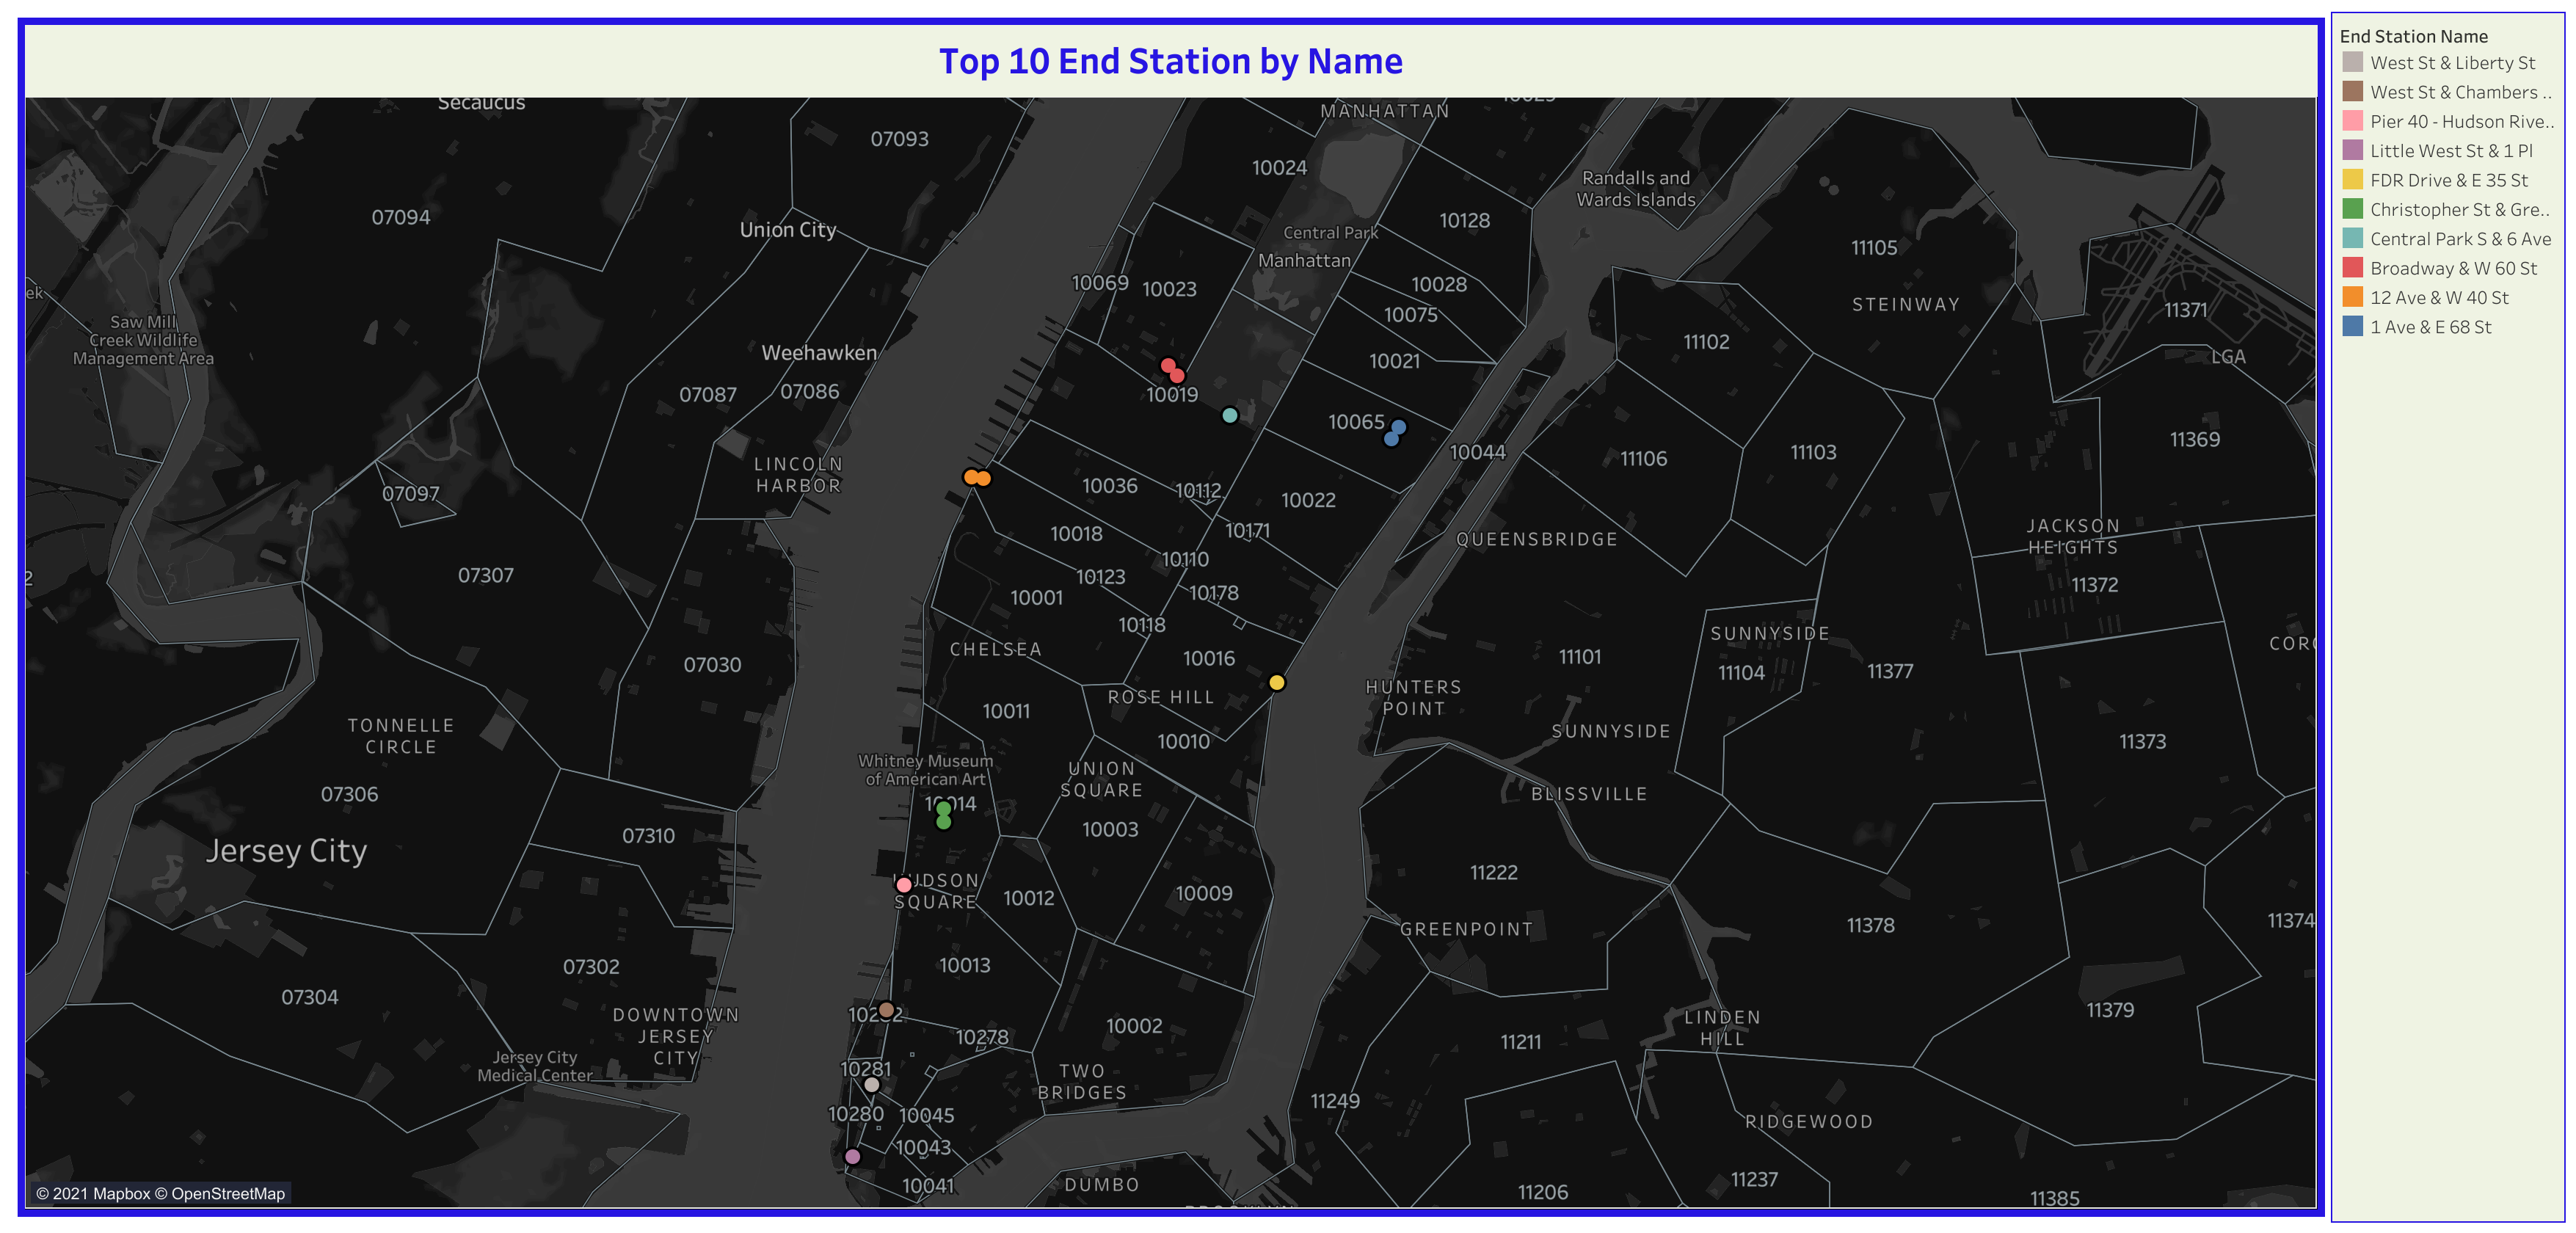 Top 10 End Station by Name
Secaucus
MANHATTAN
07093
10024
Randalls and
Wards Islands
07094
10128
Union City
Central Park
11105
Manhattan
10069
10023
10028
STEINWAY
11371
Saw Mill
Creek Wildlife
Management Area
10075
11102
Weehawken
10021
LGA
07087
07086
10019
10065
11369
10044
11106
11103
LINCOLN
HARBOR
07097
10036
10112
10022
JACKSON
HEIGHTS
10018
10171
QUEENSBRIDGE
10110
07307
10123
10178
11372
10001
10118
SUNNYSIDE
CHELSEA
10016
11101
11104
11377
07030
HUNTERS
POINT
ROSE HILL
10011
TONNELLE
CIRCLE
SUNNYSIDE
10010
11373
Whitney Museum
of American Art
UNION
SQUARE
07306
BLISSVILLE
10014
10003
07310
Jersey City
11222
HUDSON
SQUARE
10012
10009
11374
GREENPOINT
11378
07302
10013
07304
DOWNTOWN
JERSEY
CITY
10282
10002
11379
LINDEN
HILL
10278
11211
Jersey City
Medical Center
10281
TWO
BRIDGES
10280
10045
11249
RIDGEWOOD
10043
10041
DUMBO
11206
11237
11385
© 2021 Mapbox © OpenStreetMap
End Station Name
West St & Liberty St
West St & Chambers ..
Pier 40 - Hudson Rive..
Little West St & 1 Pl
FDR Drive & E 35 St
Christopher St & Gre..
Central Park S & 6 Ave
Broadway & W 60 St
12 Ave & W 40 St
1 Ave & E 68 St